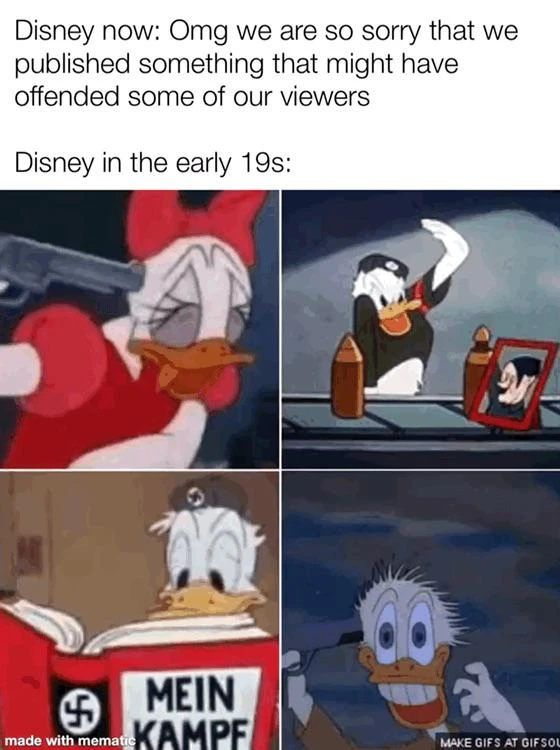 Disney now: Omg we are so sorry that we
published something that might have
offended some of our viewers
Disney in the early 19s:
MEIN
KAMPF
made with mematic
MAKE GIFS AT GIFSO